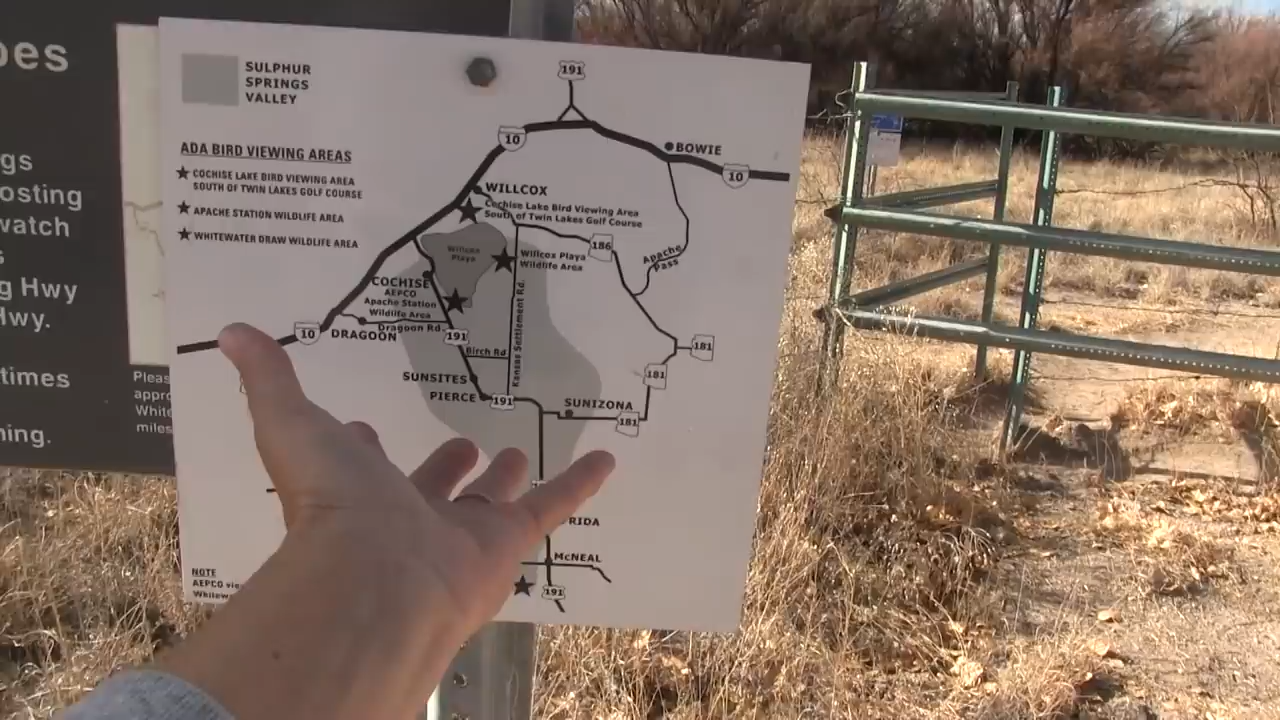 oes
gs
osting
watch
s
g Hwy
Hwy.
times
ning.
Pleas
appro
White
miles
SULPHUR
SPRINGS
VALLEY
ADA BIRD VIEWING AREAS
COCHISE LAKE BIRD VIEWING AREA
SOUTH OF TWIN LAKES GOLF COURSE
APACHE STATION WILDLIFE AREA
WHITEWATER DRAW WILDLIFE AREA
191
10
BOWIE
10
WILLCOX
Cochise Lake Bird Viewing Area
South of Twin Lakes Golf Course
186
Willcox
Playa
Willcox Playa
Wildlife Area
Apache
Pass
COCHISE
AEPCO
Apache Station
Wildlife Area
Kansas Settlement Rd.
10
DRAGOON
Dragoon Rd.
191
181
Birch Rd
181
SUNSITES
PIERCE
191
SUNIZONA
181
RIDA
McNEAL
191
NOTE
AEPCO vie
Whitew